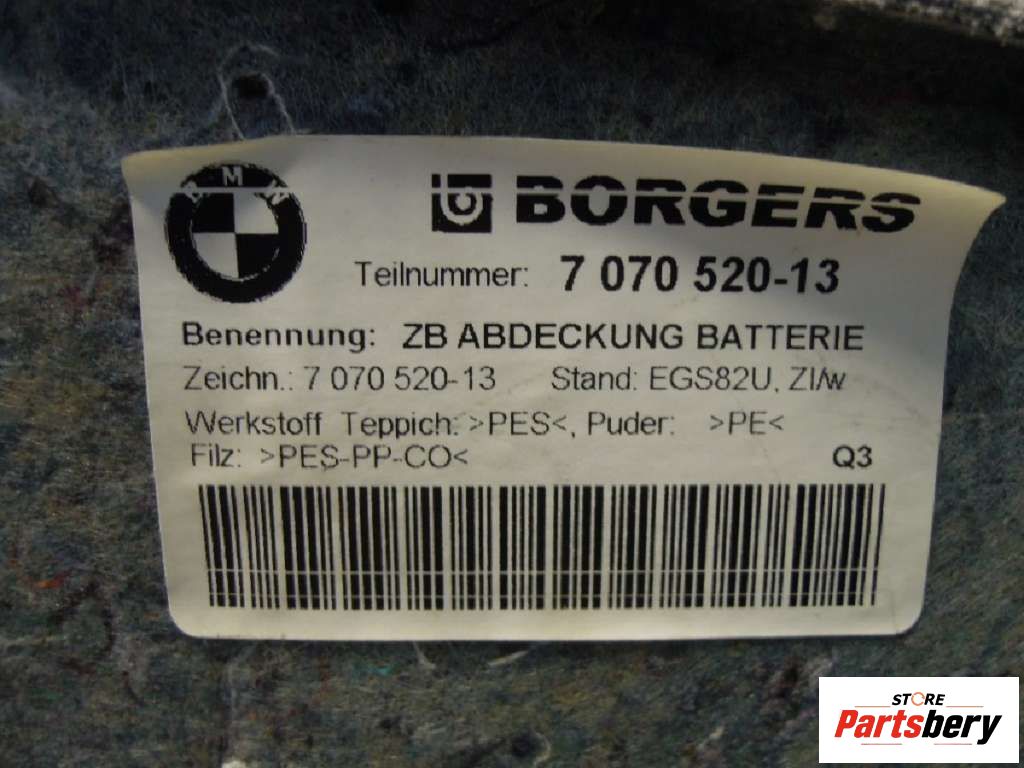 BMW
BORGERS
Teilnummer: 7 070 520-13
Benennung: ZB ABDECKUNG BATTERIE
Zeichn.: 7 070 520-13 Stand: EGS82U, ZI/w
Werkstoff Teppich: >PES<, Puder: >PE<
Filz: >PES-PP-CO< Q3
STORE
Partsbery